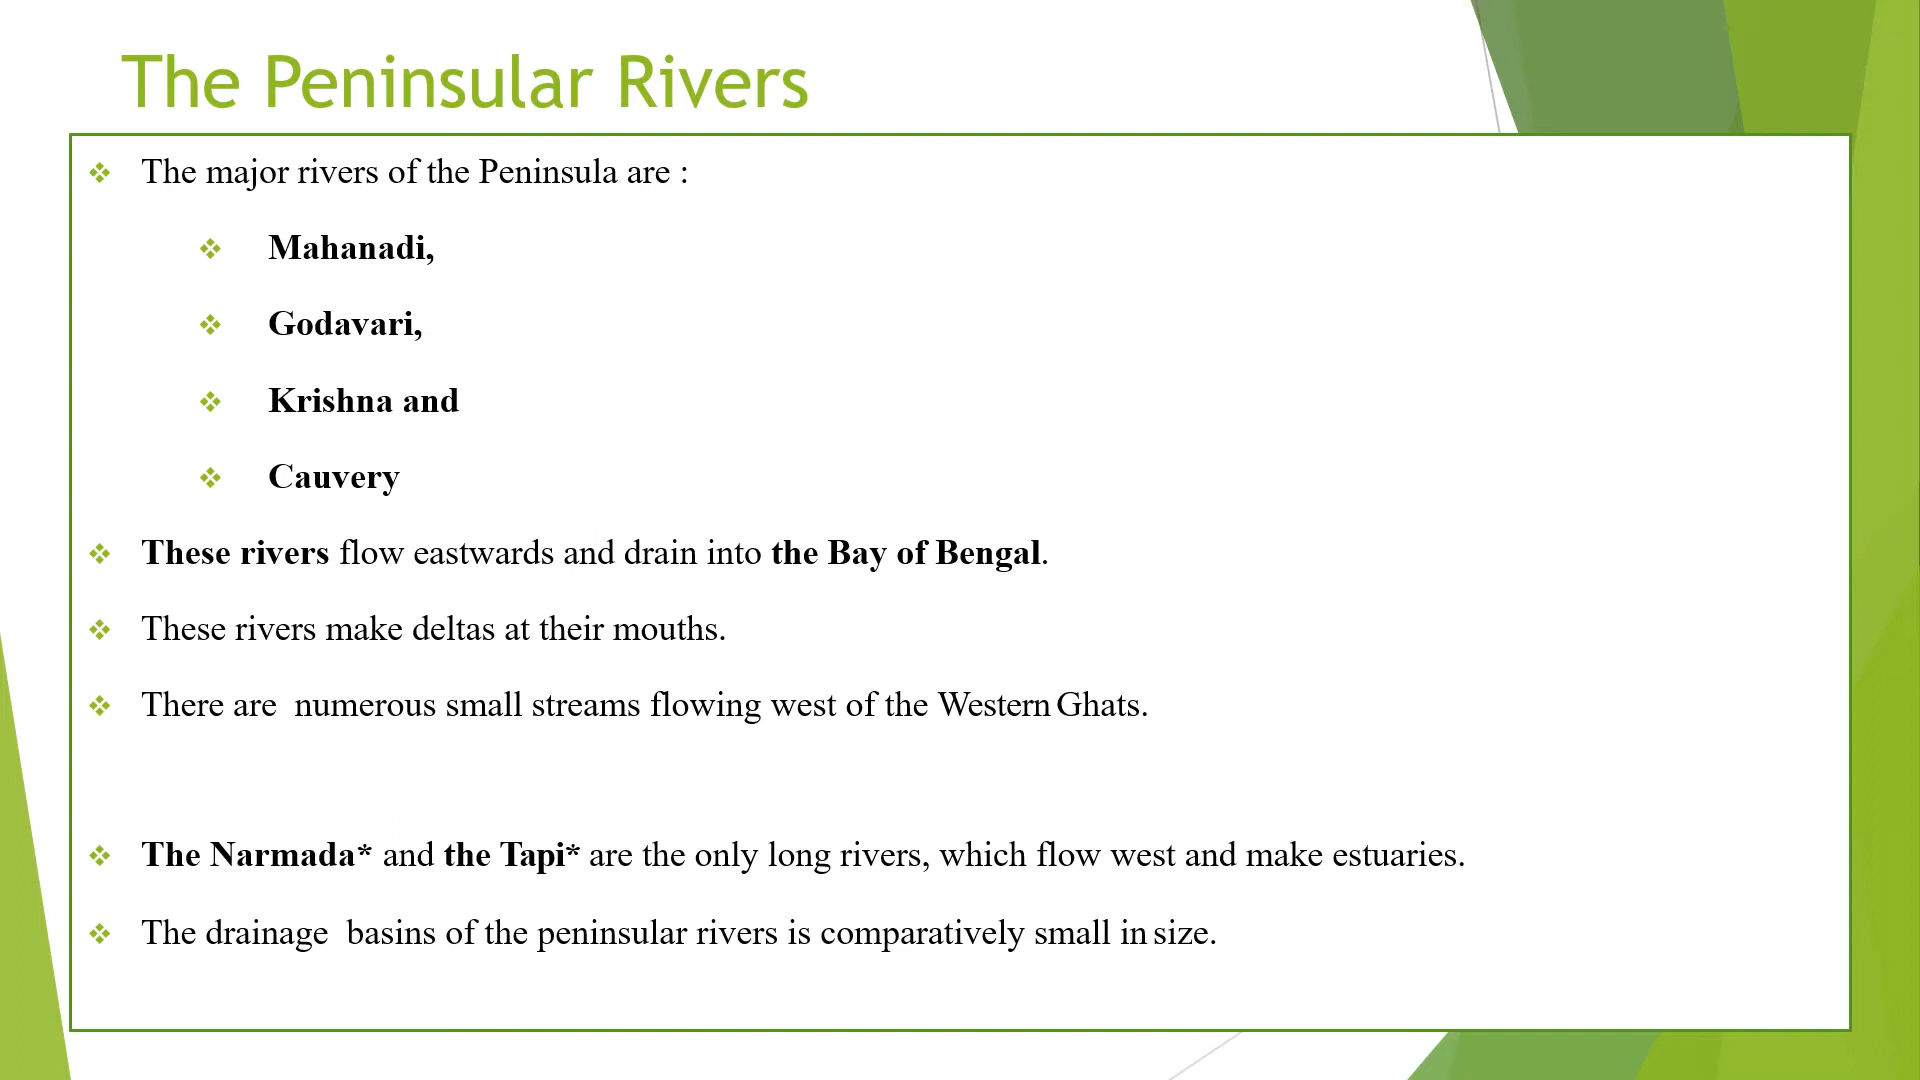 The Peninsular Rivers
The major rivers of the Peninsula are :
Mahanadi,
Godavari,
Krishna and
Cauvery
These rivers flow eastwards and drain into the Bay of Bengal.
These rivers make deltas at their mouths.
There are numerous small streams flowing west of the Western Ghats.
The Narmada* and the Tapi* are the only long rivers, which flow west and make estuaries.
The drainage basins of the peninsular rivers is comparatively small in size.